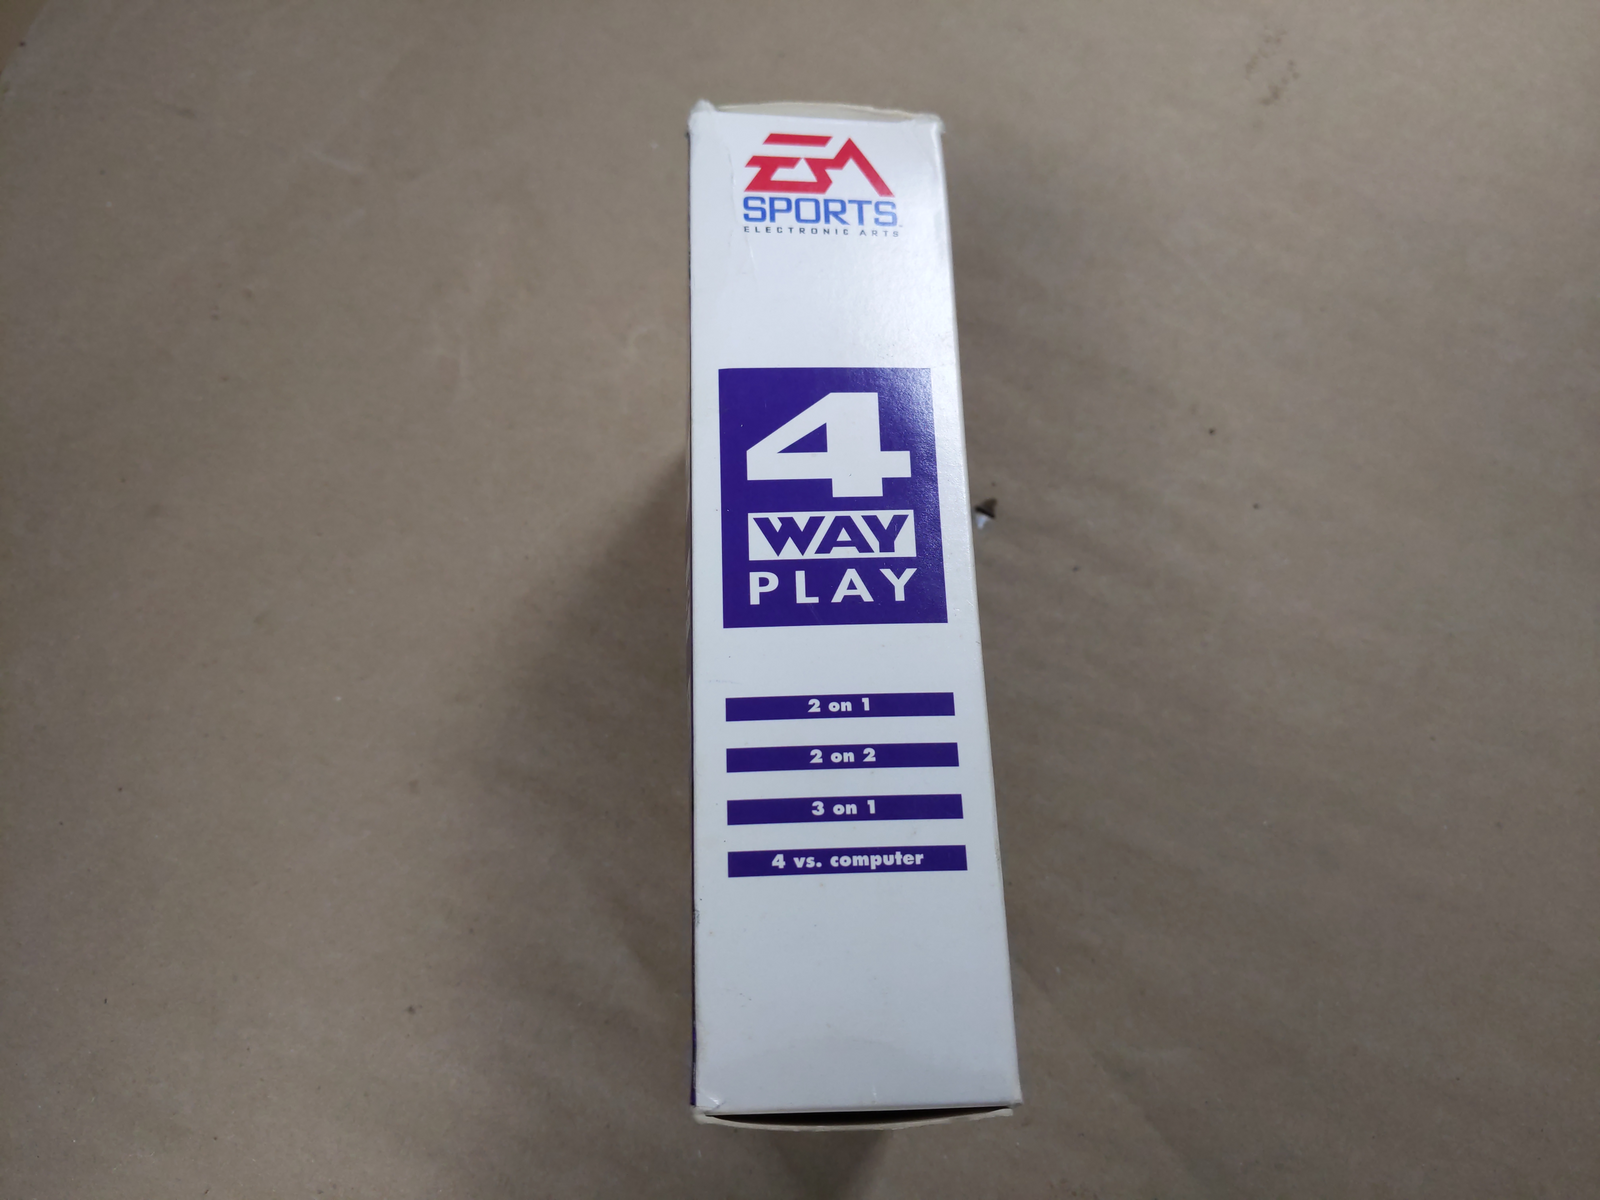 EA
SPORTS
ELECTRONIC ARTS
4
WAY
PLAY
2 on 1
2 on 2
3 on 1
4 vs. computer